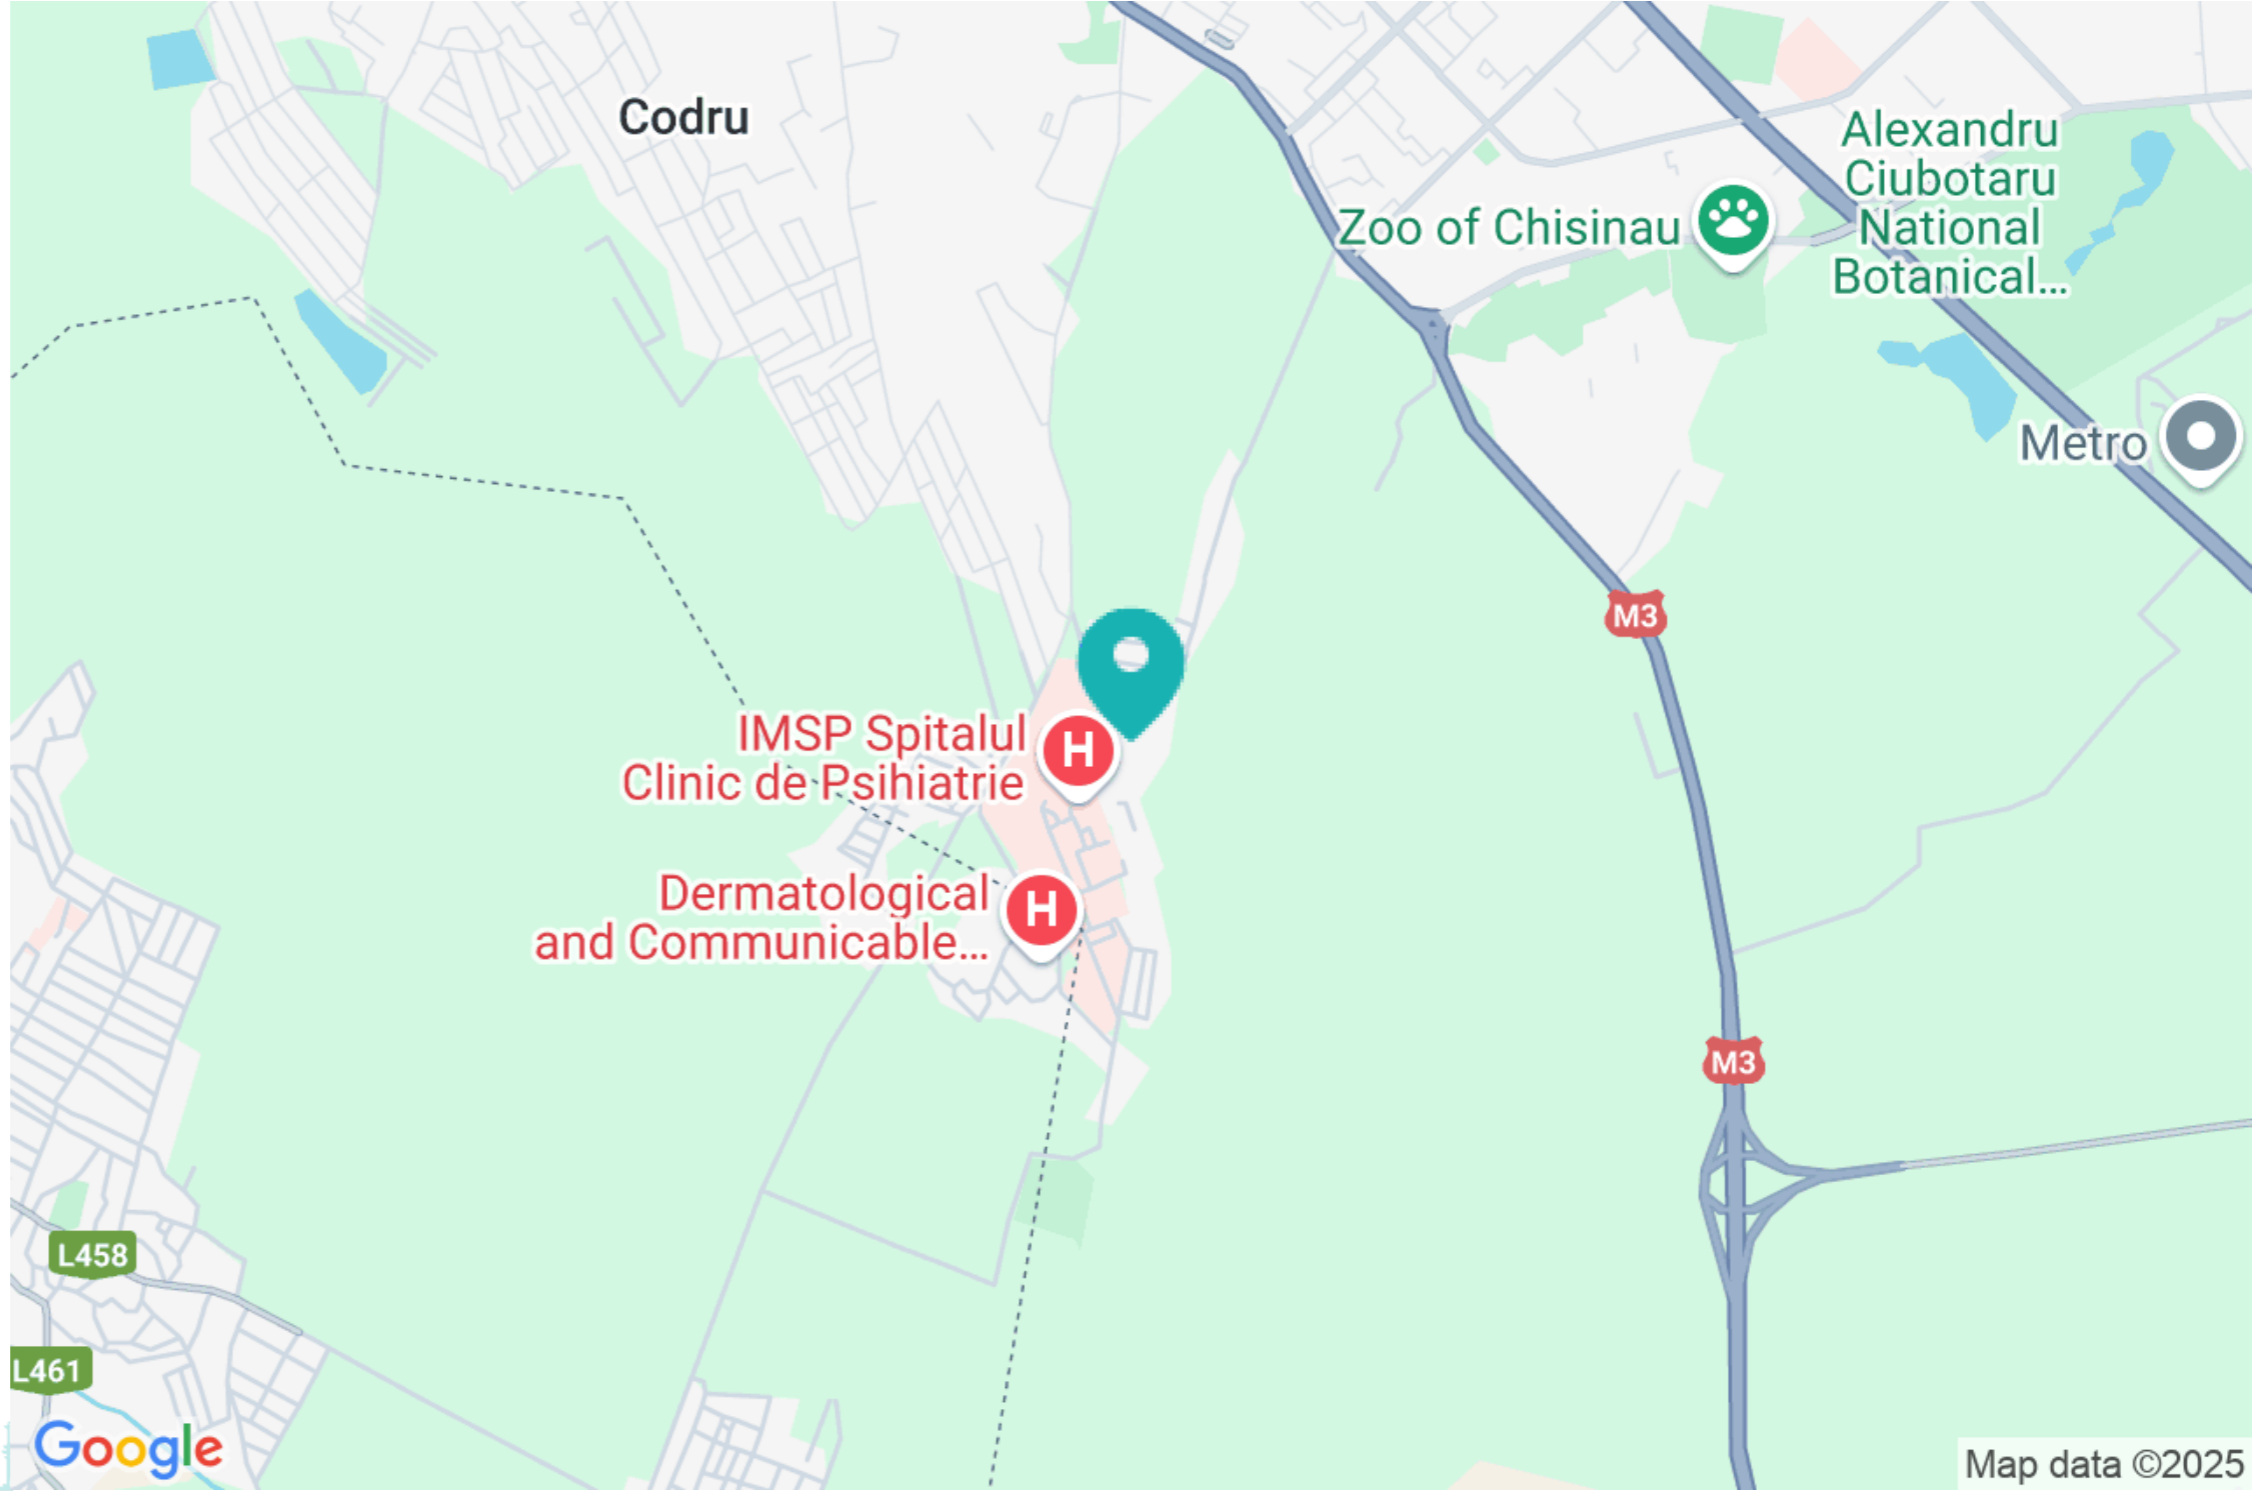 Codru
Alexandru
Ciubotaru
National
Botanical...
Zoo of Chisinau
Metro
M3
IMSP Spitalul
Clinic de Psihiatrie
H
Dermatological
and Communicable...
H
M3
L458
L461
Google
Map data ©2025